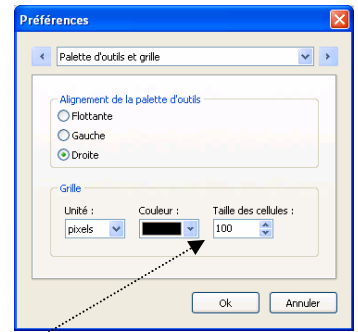 Préférences
Palette d'outils et grille
Alignement de la palette d'outils
Flottante
Gauche
Droite
Grille
Unité : Couleur : Taille des cellules :
pixels 100
Ok Annuler